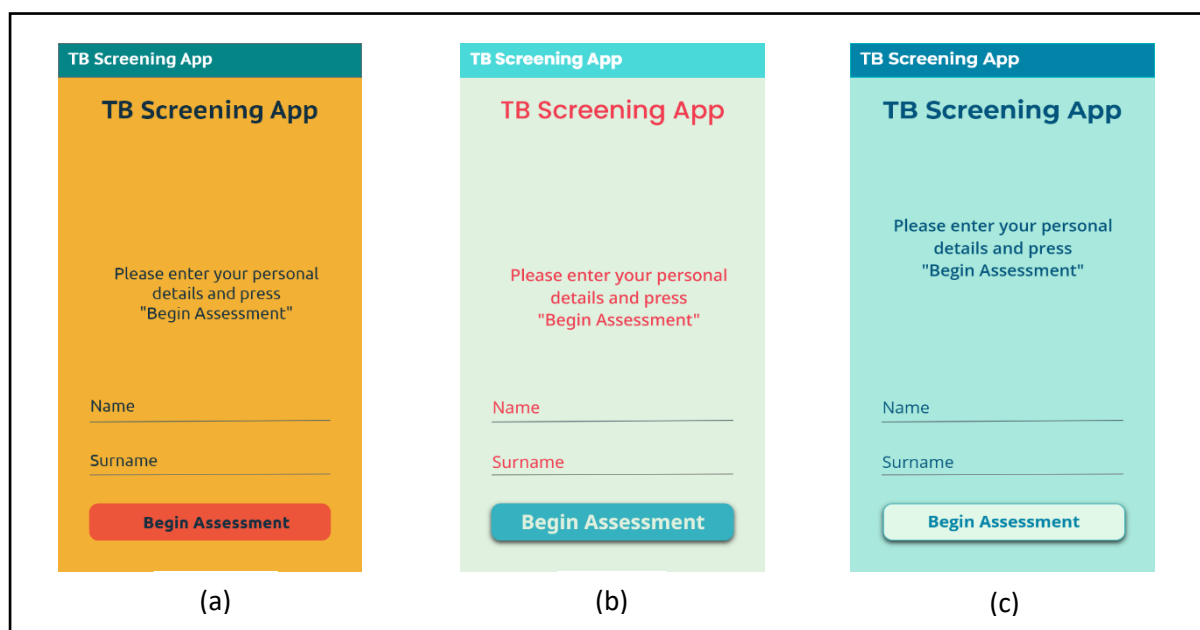 TB Screening App
TB Screening App
Please enter your personal
details and press
"Begin Assessment"
Name
Surname
Begin Assessment
(a)
TB Screening App
TB Screening App
Please enter your personal
details and press
"Begin Assessment"
Name
Surname
Begin Assessment
(b)
TB Screening App
TB Screening App
Please enter your personal
details and press
"Begin Assessment"
Name
Surname
Begin Assessment
(c)